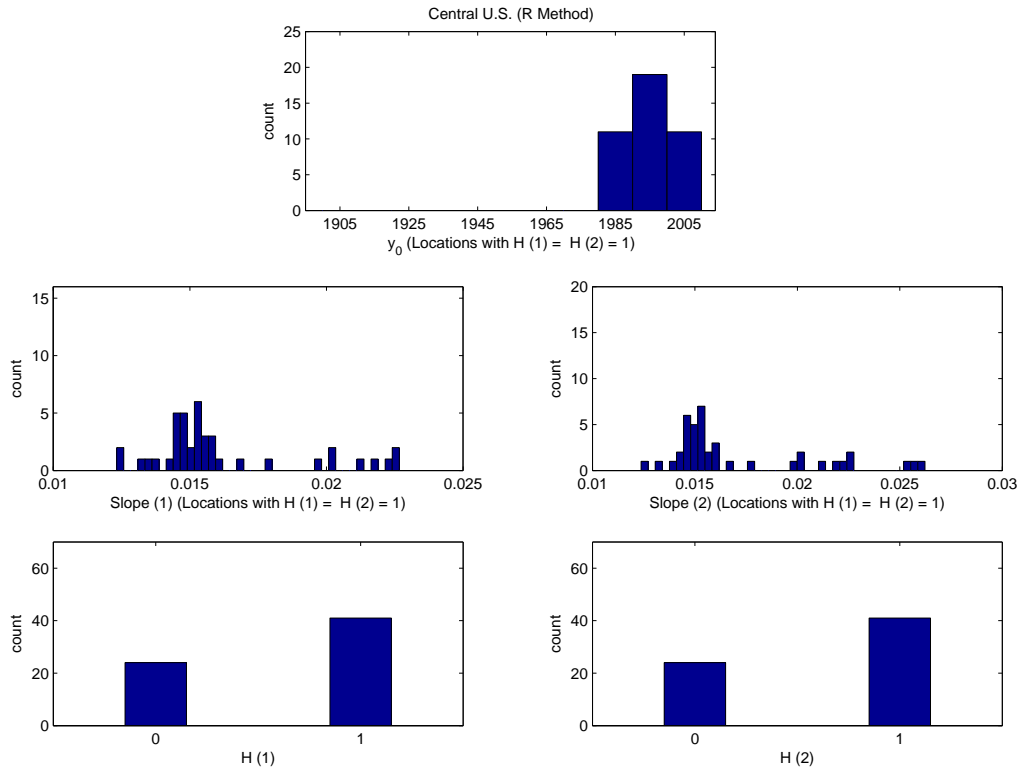 Central U.S. (R Method)
25
20
15
10
5
0
count
1905 1925 1945 1965 1985 2005
y0 (Locations with H (1) = H (2) = 1)
15
10
5
0
count
0.01 0.015 0.02 0.025
Slope (1) (Locations with H (1) = H (2) = 1)
20
15
10
5
0
count
0.01 0.015 0.02 0.025 0.03
Slope (2) (Locations with H (1) = H (2) = 1)
60
40
20
0
count
0 1
H (1)
60
40
20
0
count
0 1
H (2)